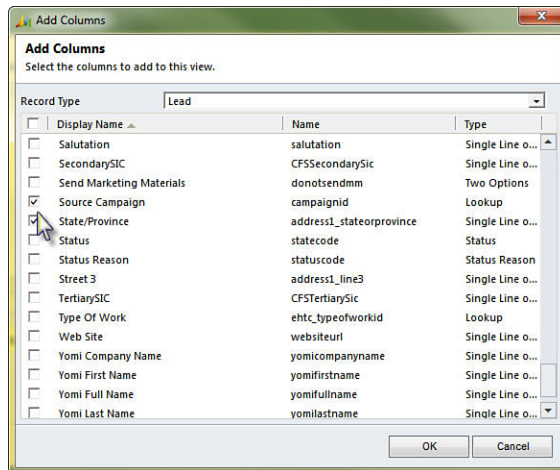 Add Columns
Add Columns
Select the columns to add to this view.
Record Type Lead
Display Name Name Type
Salutation salutation Single Line o...
SecondarySIC CFSSecondarySic Single Line o...
Send Marketing Materials donotsendmm Two Options
Source Campaign campaignid Lookup
State/Province address1_stateorprovince Single Line o...
Status statecode Status
Status Reason statuscode Status Reason
Street 3 address1_line3 Single Line o...
TertiarySIC CFSTertiarySic Single Line o...
Type Of Work ehtc_typeofworkid Lookup
Web Site websiteurl Single Line o...
Yomi Company Name yomicompanyname Single Line o...
Yomi First Name yomifirstname Single Line o...
Yomi Full Name yomifullname Single Line o...
Yomi Last Name yomilastname Single Line o...
OK Cancel